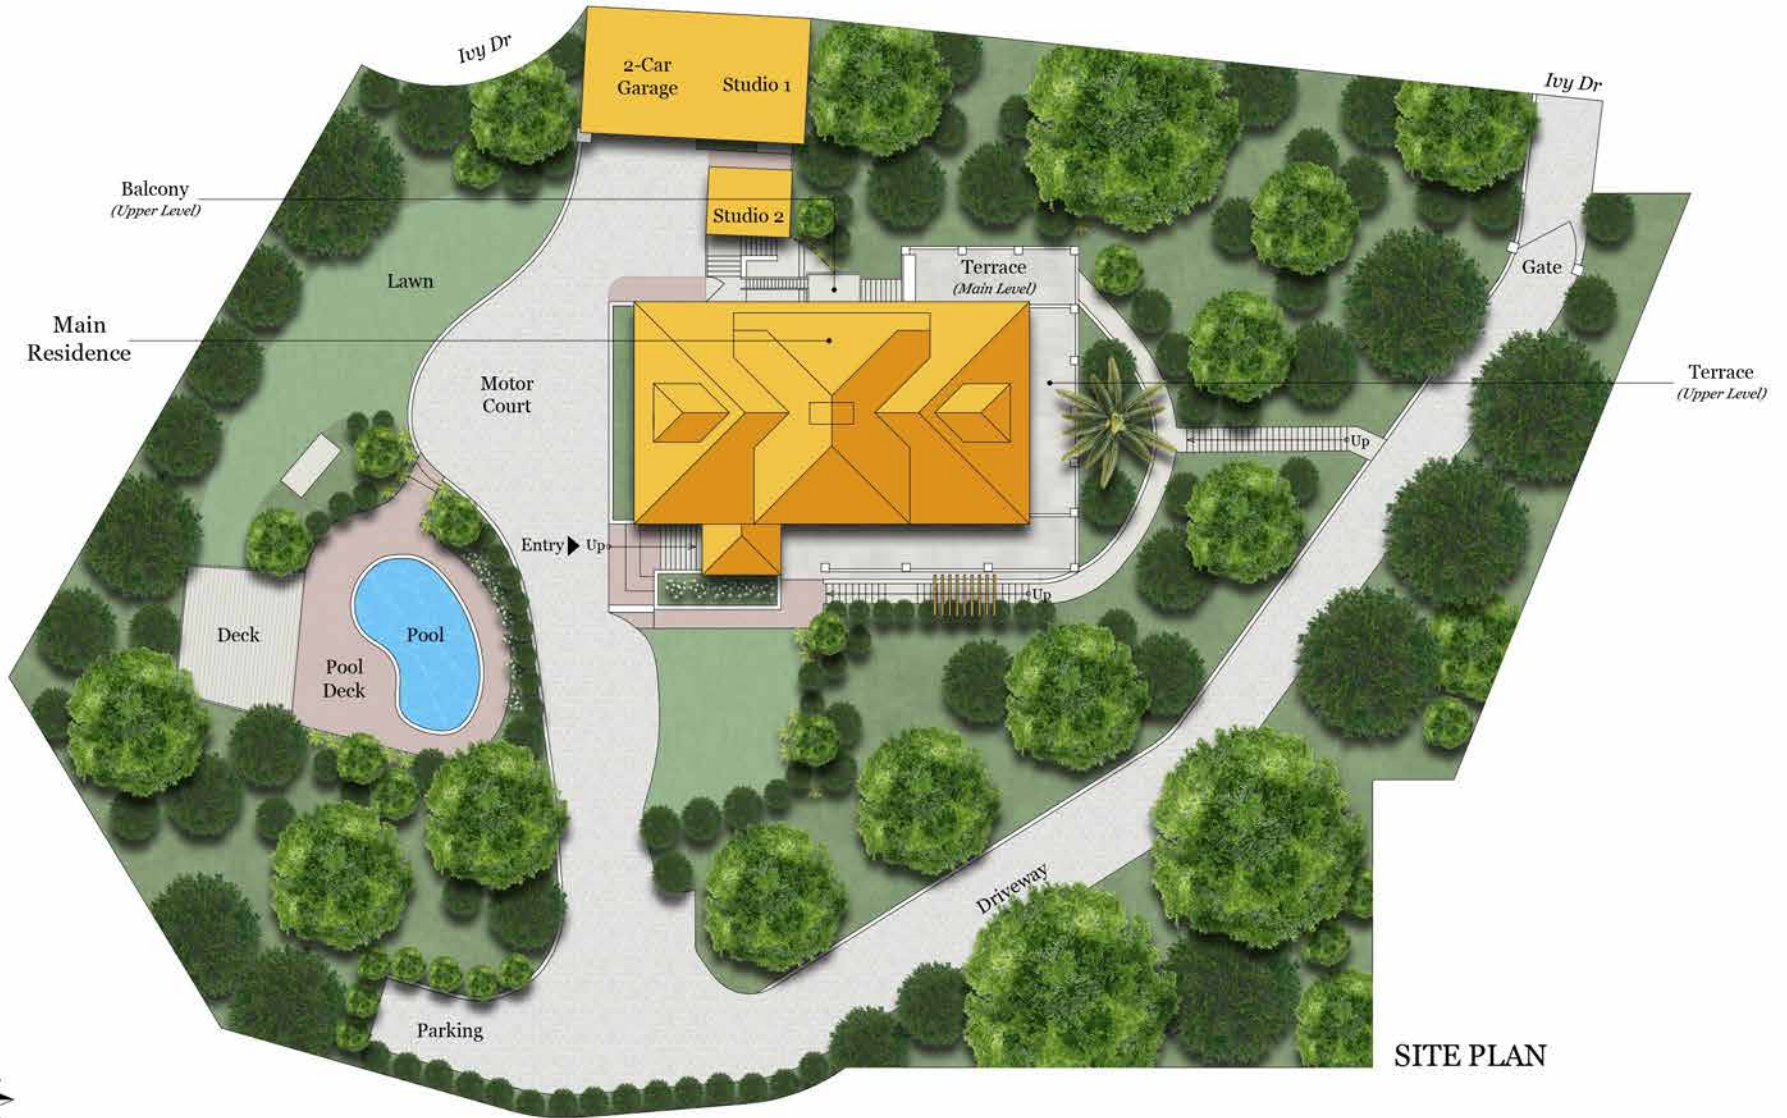 Ivy Dr
2-Car
Garage
Studio 1
Ivy Dr
Balcony
(Upper Level)
Studio 2
Lawn
Terrace
(Main Level)
Gate
Main
Residence
Motor
Court
Terrace
(Upper Level)
Up
Entry
Up
Up
Deck
Pool
Pool
Deck
Driveway
Parking
SITE PLAN